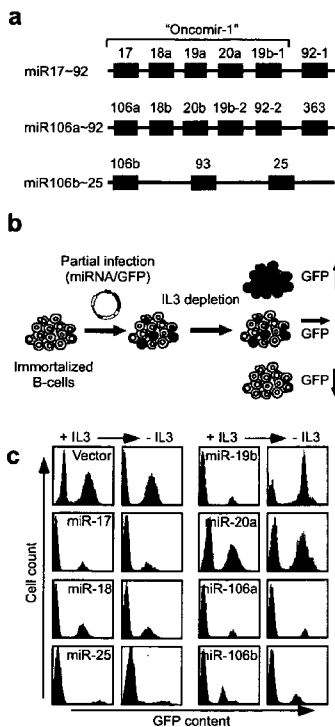 a
"Oncomir-1"
17 18a 19a 20a 19b-1 92-1
miR17~92
106a 18b 20b 19b-2 92-2 363
miR106a~92
106b 93 25
miR106b~25
b
Partial infection
(miRNA/GFP)
IL3 depletion
GFP
GFP
GFP
Immortalized
B-cells
c
+ IL3 - IL3 + IL3 - IL3
Vector miR-19b
miR-17 miR-20a
miR-18 miR-106a
miR-25 miR-106b
Cell count
GFP content